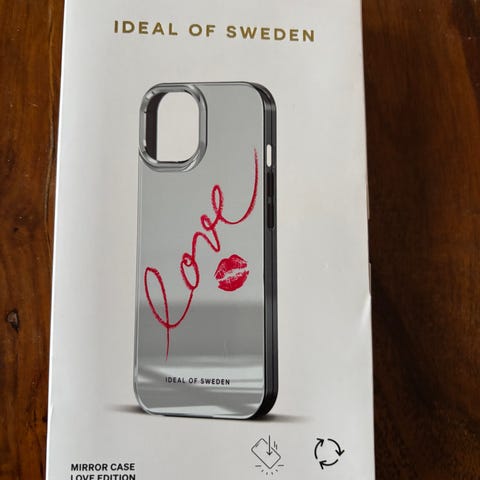 IDEAL OF SWEDEN
Love
IDEAL OF SWEDEN
MIRROR CASE
LOVE EDITION